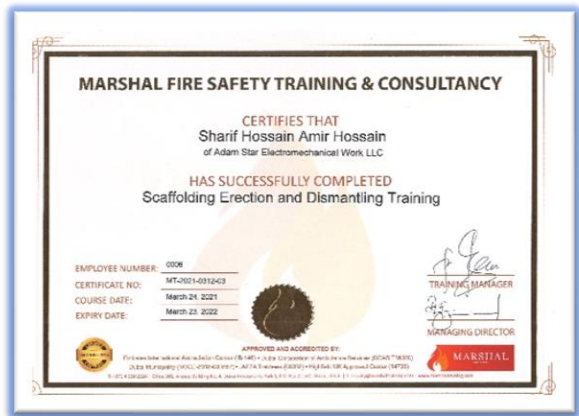 MARSHAL FIRE SAFETY TRAINING & CONSULTANCY
CERTIFIES THAT
Sharif Hossain Amir Hossain
of Adam Star Electromechanical Work LLC
HAS SUCCESSFULLY COMPLETED
Scaffolding Erection and Dismantling Training
EMPLOYEE NUMBER: 0006
CERTIFICATE NO: MT-2021-0312-03
COURSE DATE: March 24, 2021
EXPIRY DATE: March 23, 2022
TRAINING MANAGER
MANAGING DIRECTOR
APPROVED AND ACCREDITED BY:
MARSHAL